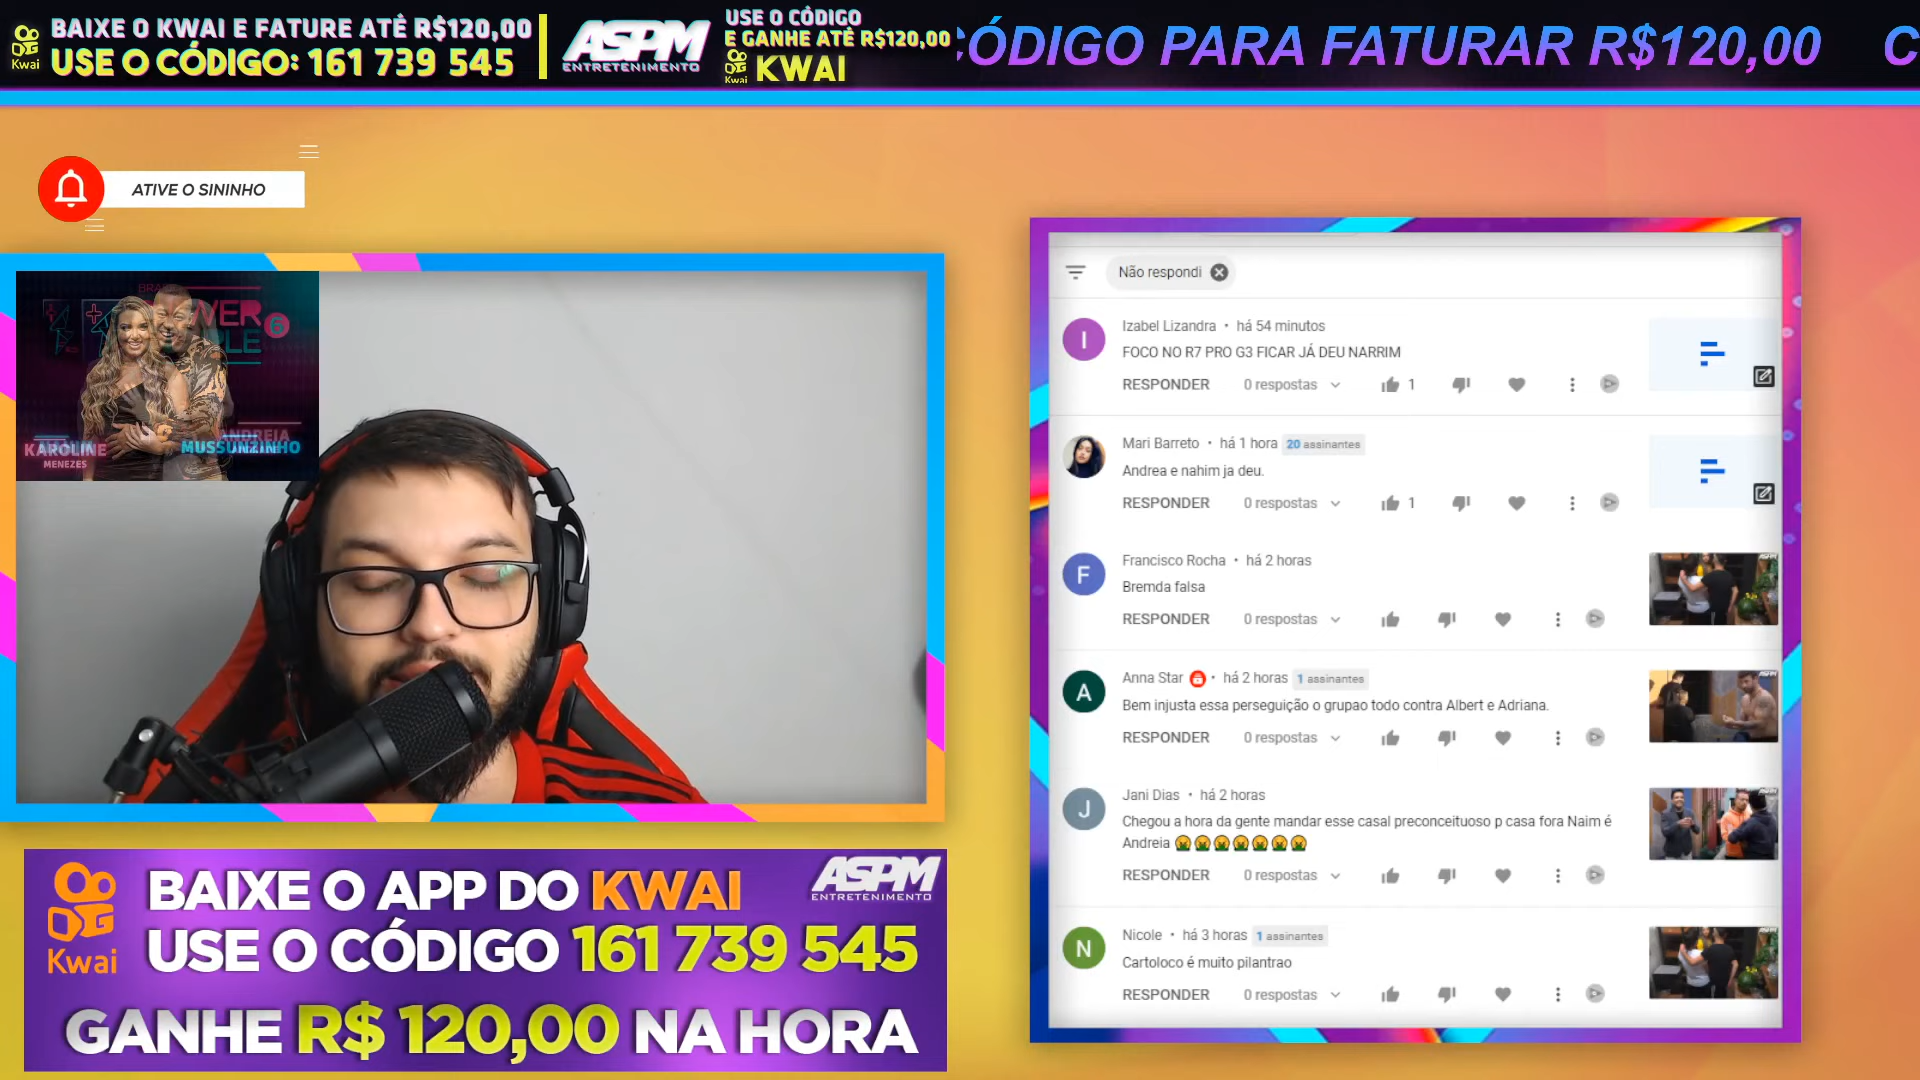 BAIXE O KWAI E FATURE ATÉ R$120,00
USE O CÓDIGO: 161 739 545
Kwai
ASPM
ENTRETENIMENTO
USE O CÓDIGO
E GANHE ATÉ R$120,00
Kwai
KWAI
CÓDIGO PARA FATURAR R$120,00
C
ATIVE O SININHO
KAROLINE
MENEZES
MUSSUNZINHO
6
Não respondi
Izabel Lizandra • há 54 minutos
FOCO NO R7 PRO G3 FICAR JÁ DEU NARRIM
RESPONDER 0 respostas 1
Mari Barreto • há 1 hora 20 assinantes
Andrea e nahim ja deu.
RESPONDER 0 respostas 1
F
Francisco Rocha • há 2 horas
Bremda falsa
RESPONDER 0 respostas
A
Anna Star • há 2 horas 1 assinantes
Bem injusta essa perseguição o grupao todo contra Albert e Adriana.
RESPONDER 0 respostas
J
Jani Dias • há 2 horas
Chegou a hora da gente mandar esse casal preconceituoso p casa fora Naim é
Andreia 🤮🤮🤮🤮🤮🤮🤮
RESPONDER 0 respostas
N
Nicole • há 3 horas 1 assinantes
Cartoloco é muito pilantrao
RESPONDER 0 respostas
Kwai
BAIXE O APP DO KWAI
USE O CÓDIGO 161 739 545
GANHE R$ 120,00 NA HORA
ASPM
ENTRETENIMENTO